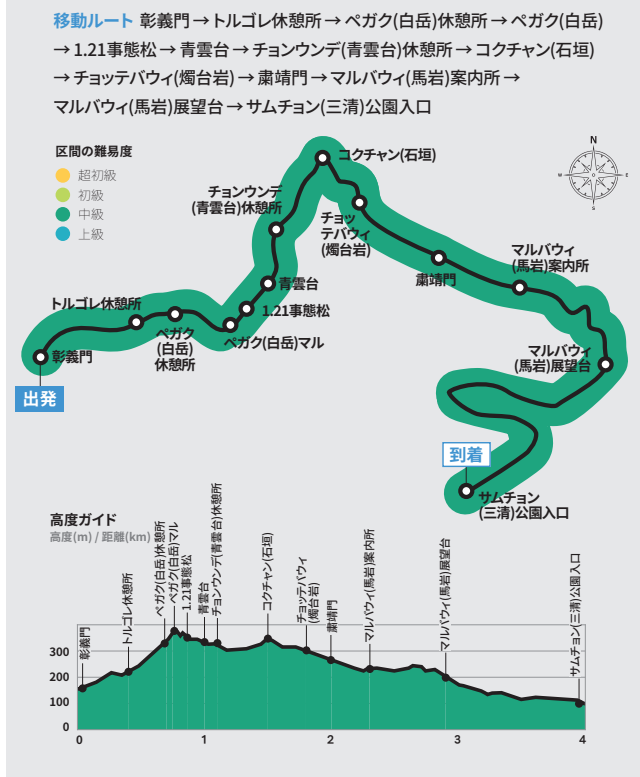 移動ルート 彰義門 → トルゴレ休憩所 → ペガク(白岳)休憩所 → ペガク(白岳)
→ 1.21事態松 → 青雲台 → チョンウンデ(青雲台)休憩所 → コクチャン(石垣)
→ チョッテバウィ(燭台岩) → 粛靖門 → マルバウィ(馬岩)案内所 →
マルバウィ(馬岩)展望台 → サムチョン(三清)公園入口
区間の難易度
超初級
初級
中級
上級
N
W
E
S
コクチャン(石垣)
チョンウンデ
(青雲台)休憩所
チョッ
テバウィ
(燭台岩)
マルバウィ
(馬岩)案内所
粛靖門
青雲台
トルゴレ休憩所
1.21事態松
ペガク
(白岳)
休憩所
ペガク(白岳)マル
彰義門
マルバウィ
(馬岩)展望台
出発
到着
サムチョン
(三清)公園入口
高度ガイド
高度(m) / 距離(km)
彰義門
トルゴレ休憩所
ペガク(白岳)休憩所
ペガク(白岳)マル
1.21事態松
青雲台
チョンウンデ(青雲台)休憩所
コクチャン(石垣)
チョッテバウィ
(燭台岩)
粛靖門
マルバウィ(馬岩)案内所
マルバウィ(馬岩)展望台
サムチョン(三清)公園入口
300
200
100
0
0
1
2
3
4